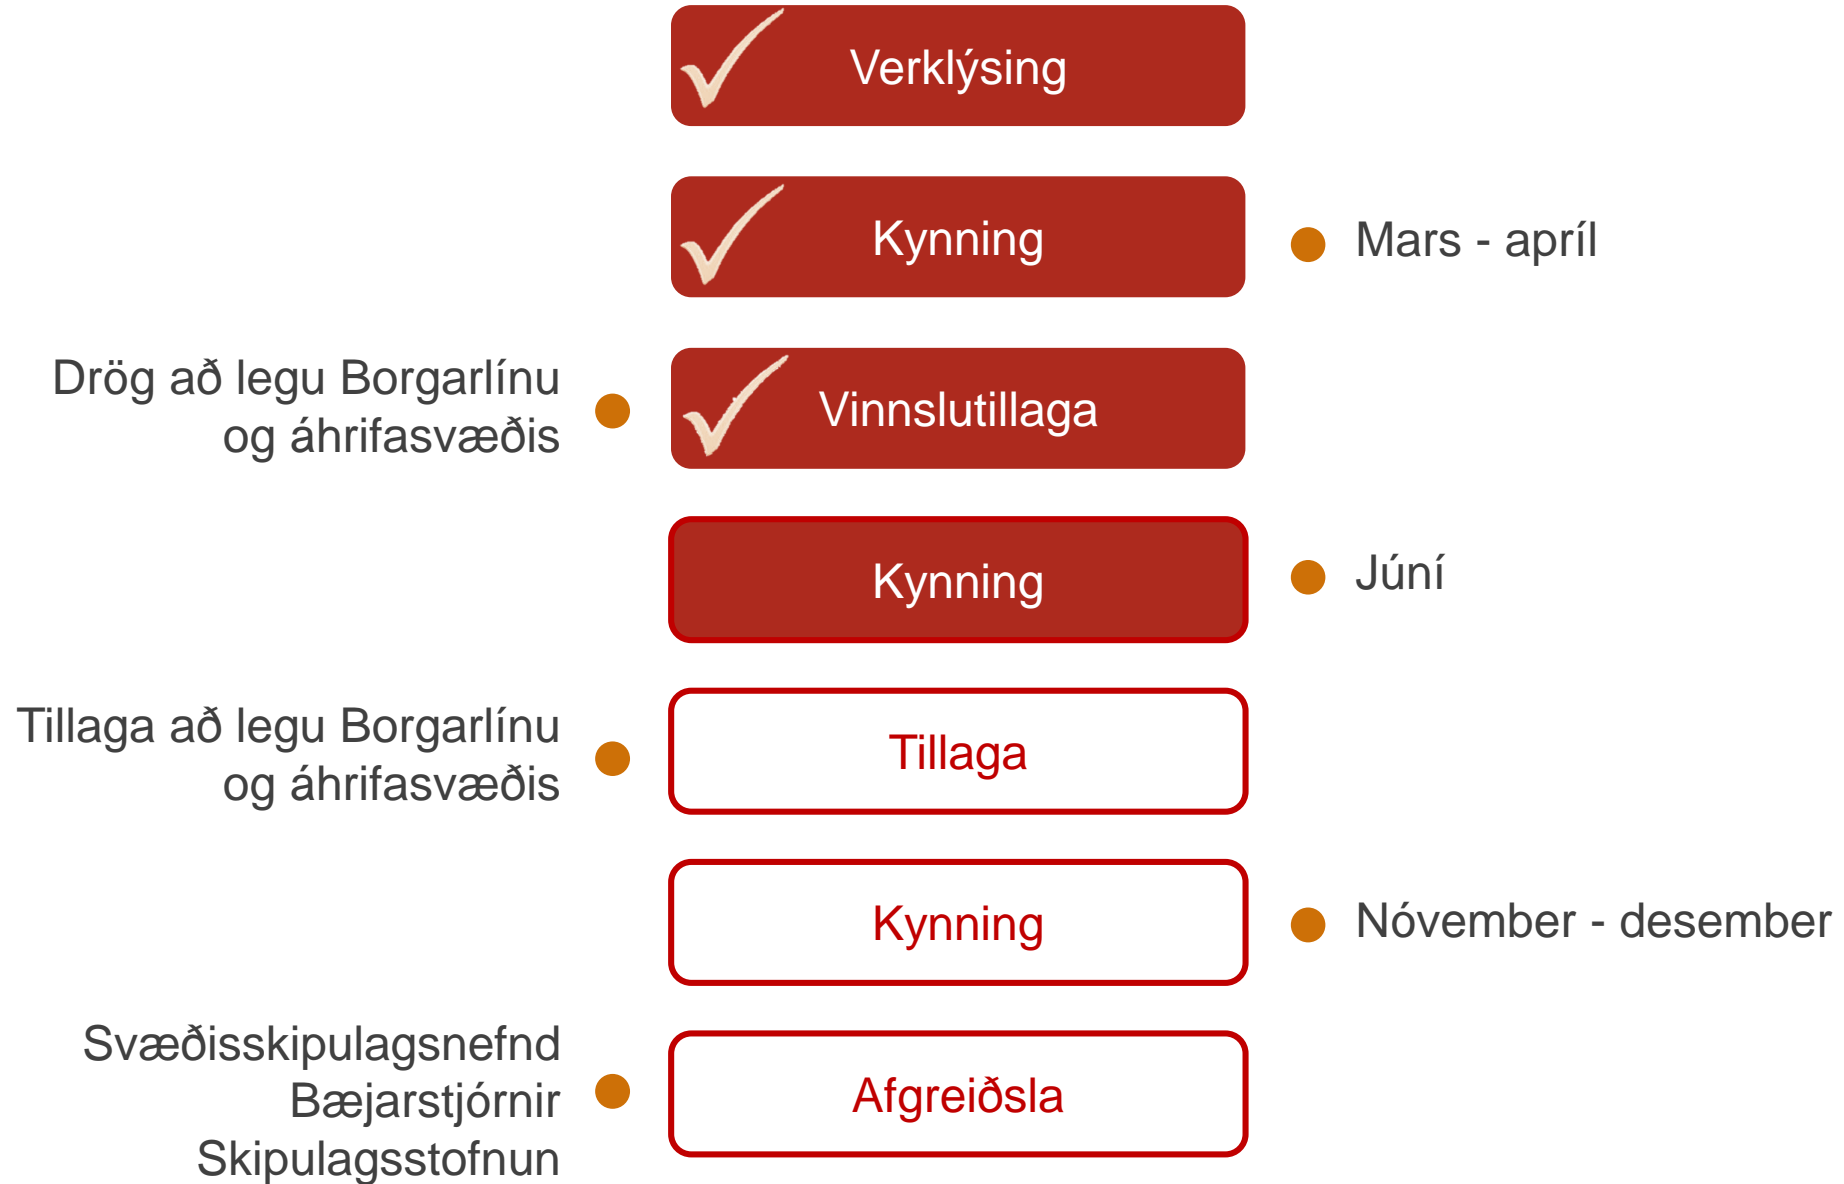 Verklýsing
Kynning
Mars - apríl
Drög að legu Borgarlínu
og áhrifasvæðis
Vinnslutillaga
Kynning
Júní
Tillaga að legu Borgarlínu
og áhrifasvæðis
Tillaga
Kynning
Nóvember - desember
Svæðisskipulagsnefnd
Bæjarstjórnir
Skipulagsstofnun
Afgreiðsla